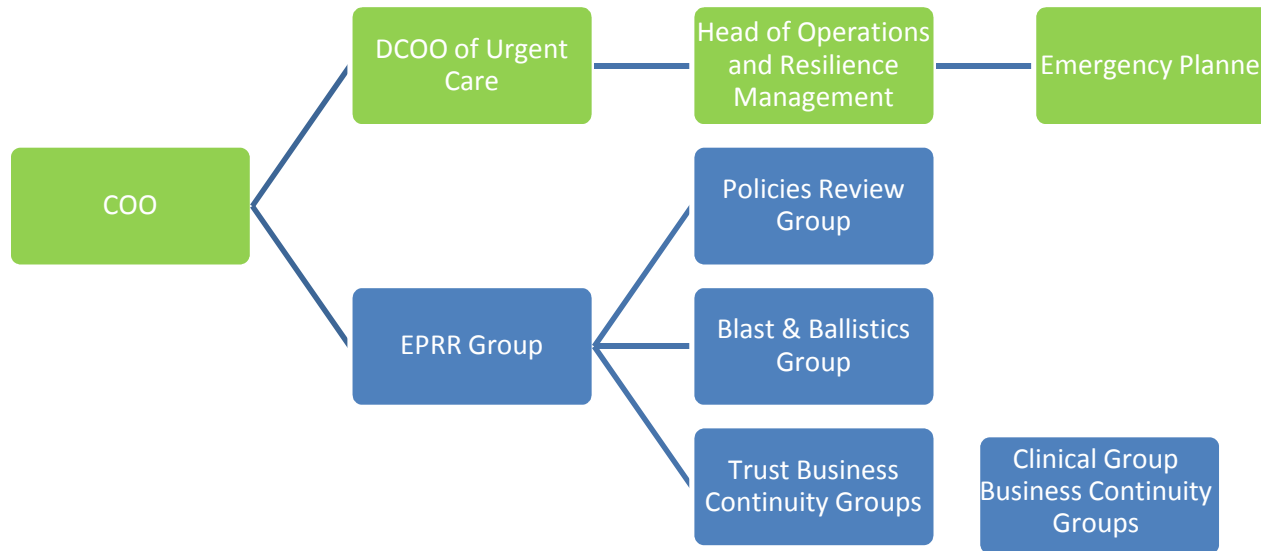 DCOO of Urgent
Care
Head of Operations
and Resilience
Management
Emergency Planne
COO
Policies Review
Group
EPRR Group
Blast & Ballistics
Group
Trust Business
Continuity Groups
Clinical Group
Business Continuity
Groups